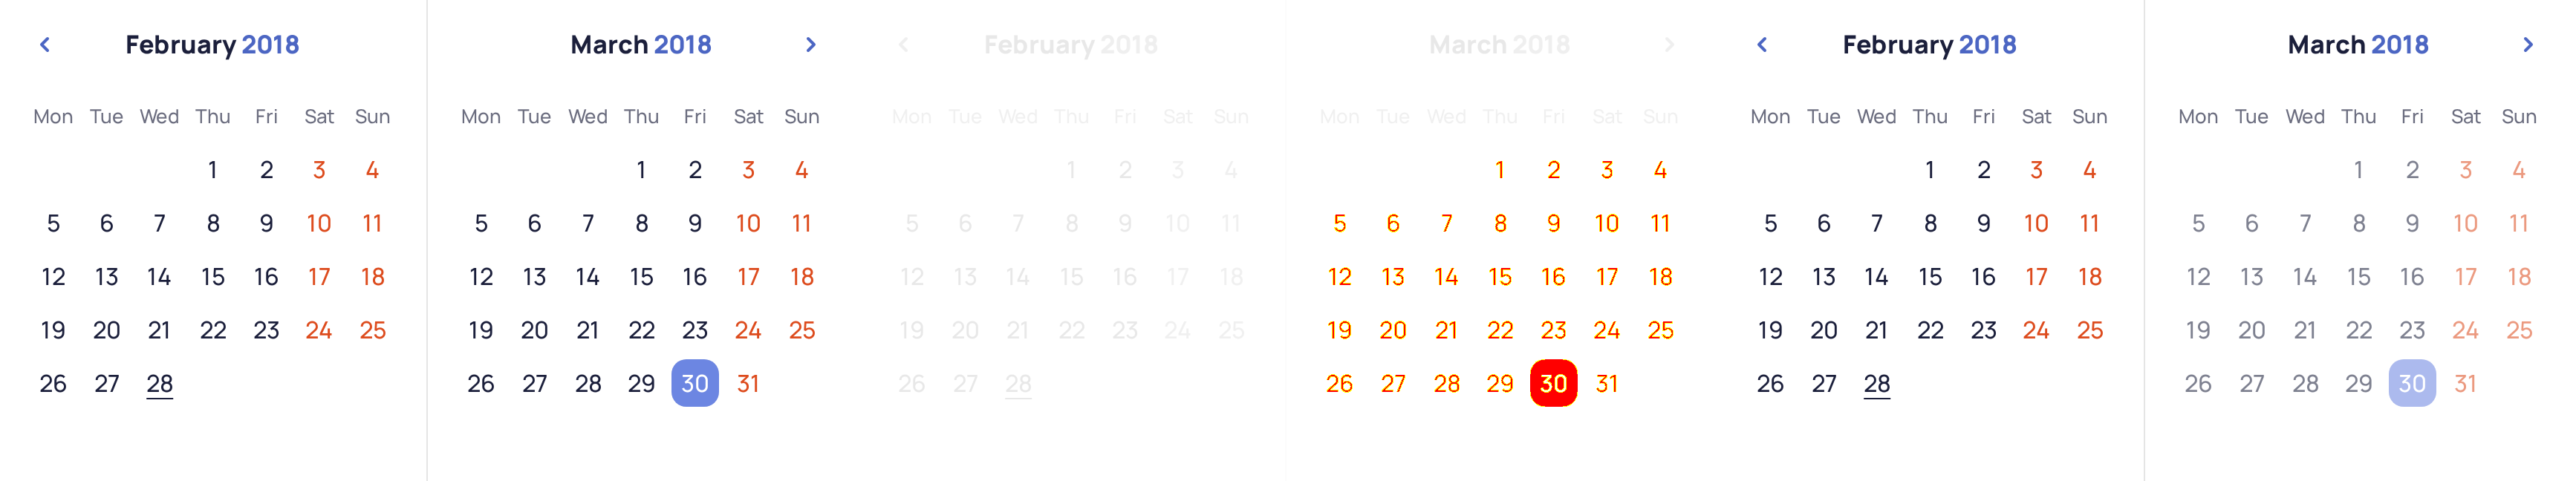 February 2018 March 2018 February 2018 March 2018 February 2018 March 2018
Mon Tue Wed Thu Fri Sat Sun Mon Tue Wed Thu Fri Sat Sun Mon Tue Wed Thu Fri Sat Sun Mon Tue Wed Thu Fri Sat Sun Mon Tue Wed Thu Fri Sat Sun Mon Tue Wed Thu Fri Sat Sun
1 2 3 4 1 2 3 4 1 2 3 4 1 2 3 4 1 2 3 4 1 2 3 4
5 6 7 8 9 10 11 5 6 7 8 9 10 11 5 6 7 8 9 10 11 5 6 7 8 9 10 11 5 6 7 8 9 10 11 5 6 7 8 9 10 11
12 13 14 15 16 17 18 12 13 14 15 16 17 18 12 13 14 15 16 17 18 12 13 14 15 16 17 18 12 13 14 15 16 17 18 12 13 14 15 16 17 18
19 20 21 22 23 24 25 19 20 21 22 23 24 25 19 20 21 22 23 24 25 19 20 21 22 23 24 25 19 20 21 22 23 24 25 19 20 21 22 23 24 25
26 27 28 26 27 28 29 30 31 26 27 28 26 27 28 29 30 31 26 27 28 26 27 28 29 30 31